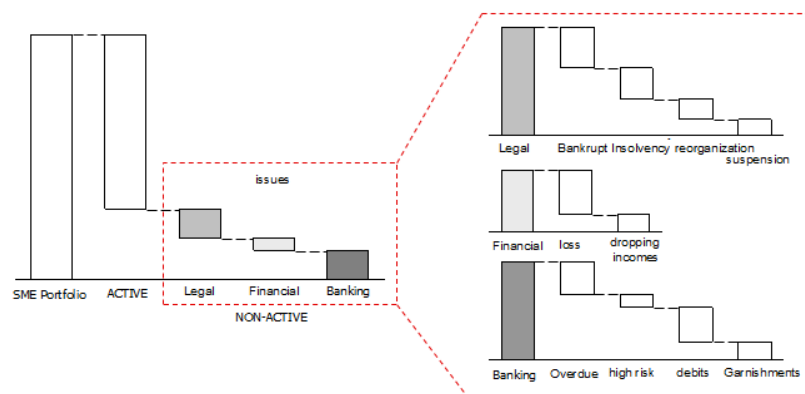 issues
SME Portfolio ACTIVE Legal Financial Banking
NON-ACTIVE
Legal Bankrupt Insolvency reorganization
suspension
Financial loss dropping
incomes
Banking Overdue high risk debits Garnishments